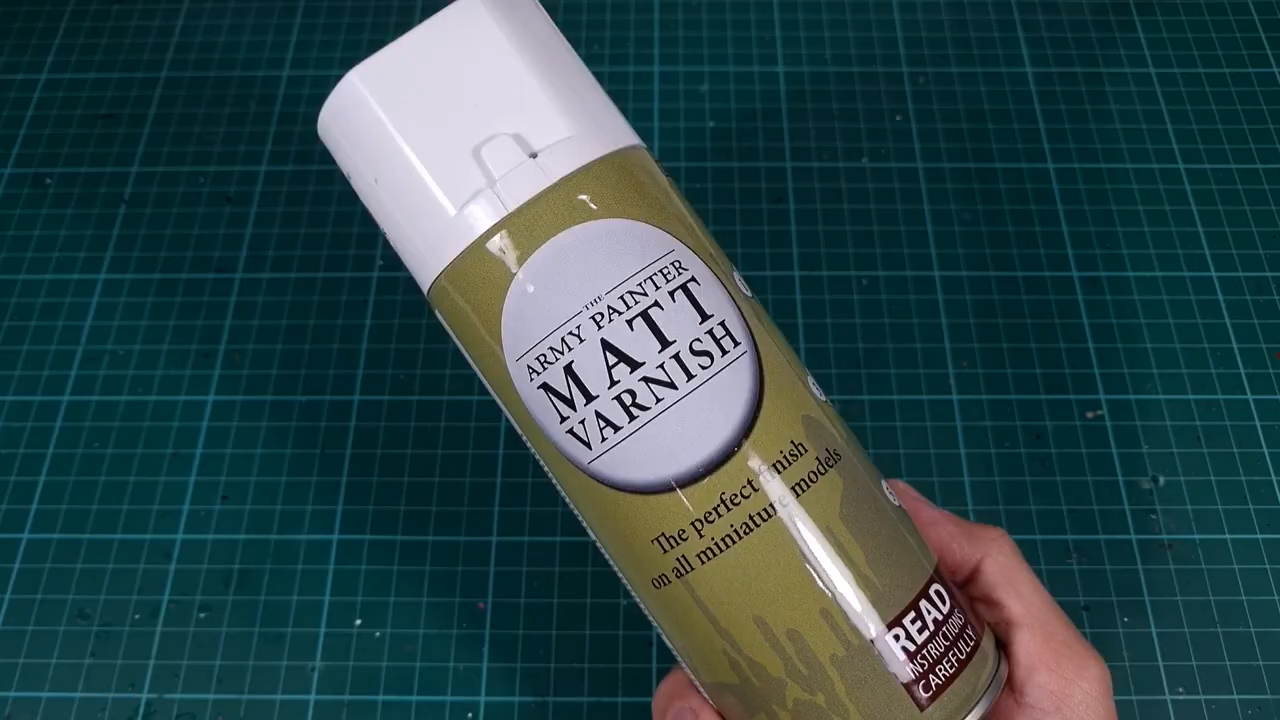 THE
ARMY PAINTER
MATT
VARNISH
The perfect finish
on all miniature models
READ
INSTRUCTIONS
CAREFULLY